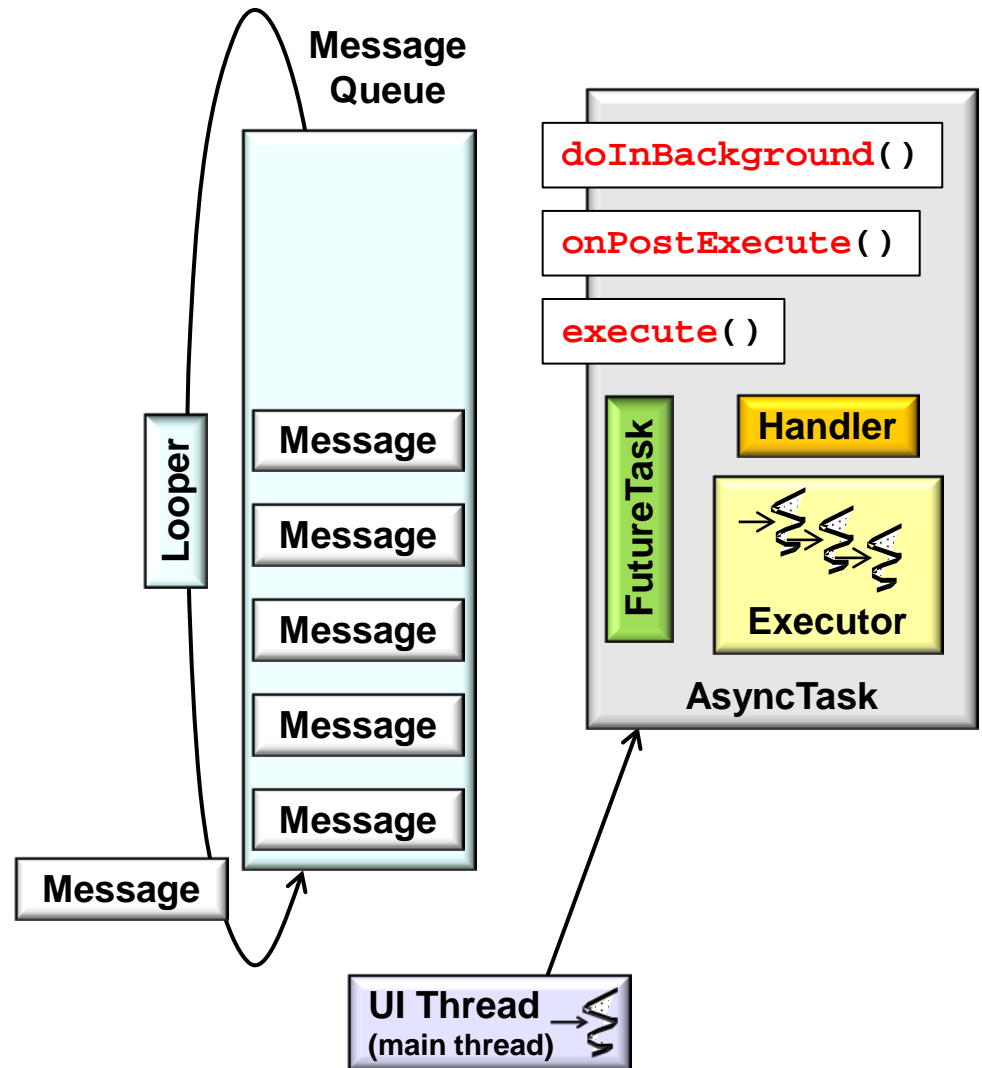 Message
Queue
doInBackground()
onPostExecute()
execute()
Looper
Message
Message
Message
Message
Message
Message
FutureTask
Handler
Executor
AsyncTask
UI Thread
(main thread)